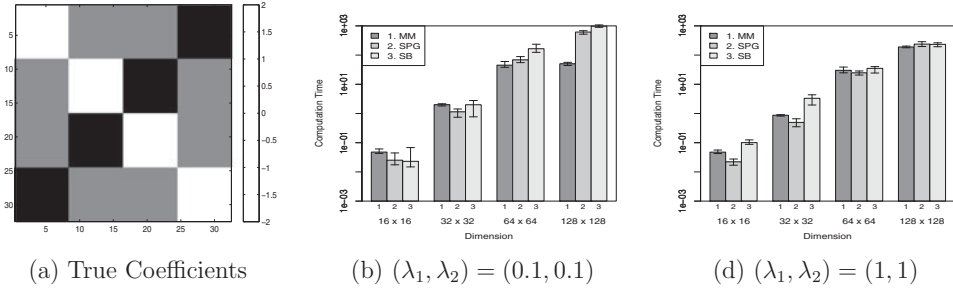 5
10
15
20
25
30
5 10 15 20 25 30
2
1.5
1
0.5
0
−0.5
−1
−1.5
−2
(a) True Coefficients
Computation Time
1e+03
1e+01
1e−01
1e−03
1. MM
2. SPG
3. SB
1 2 3 1 2 3 1 2 3 1 2 3
16 x 16 32 x 32 64 x 64 128 x 128
Dimension
(b) (λ₁, λ₂) = (0.1, 0.1)
Computation Time
1e+03
1e+01
1e−01
1e−03
1. MM
2. SPG
3. SB
1 2 3 1 2 3 1 2 3 1 2 3
16 x 16 32 x 32 64 x 64 128 x 128
Dimension
(d) (λ₁, λ₂) = (1, 1)